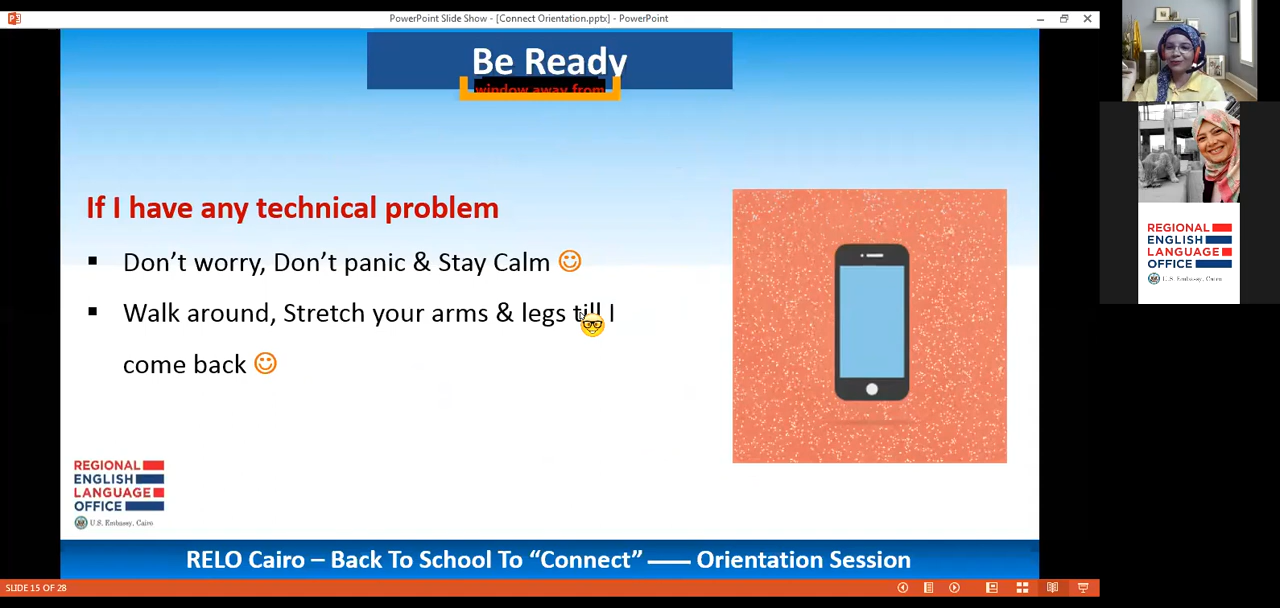 PowerPoint Slide Show - [Connect Orientation.pptx] - PowerPoint
Be Ready
window away from
If I have any technical problem
Don't worry, Don't panic & Stay Calm
Walk around, Stretch your arms & legs till I
come back
REGIONAL
ENGLISH
LANGUAGE
OFFICE
U.S. Embassy, Cairo
REGIONAL
ENGLISH
LANGUAGE
OFFICE
U.S. Embassy, Cairo
RELO Cairo – Back To School To “Connect” —— Orientation Session
SLIDE 15 OF 28